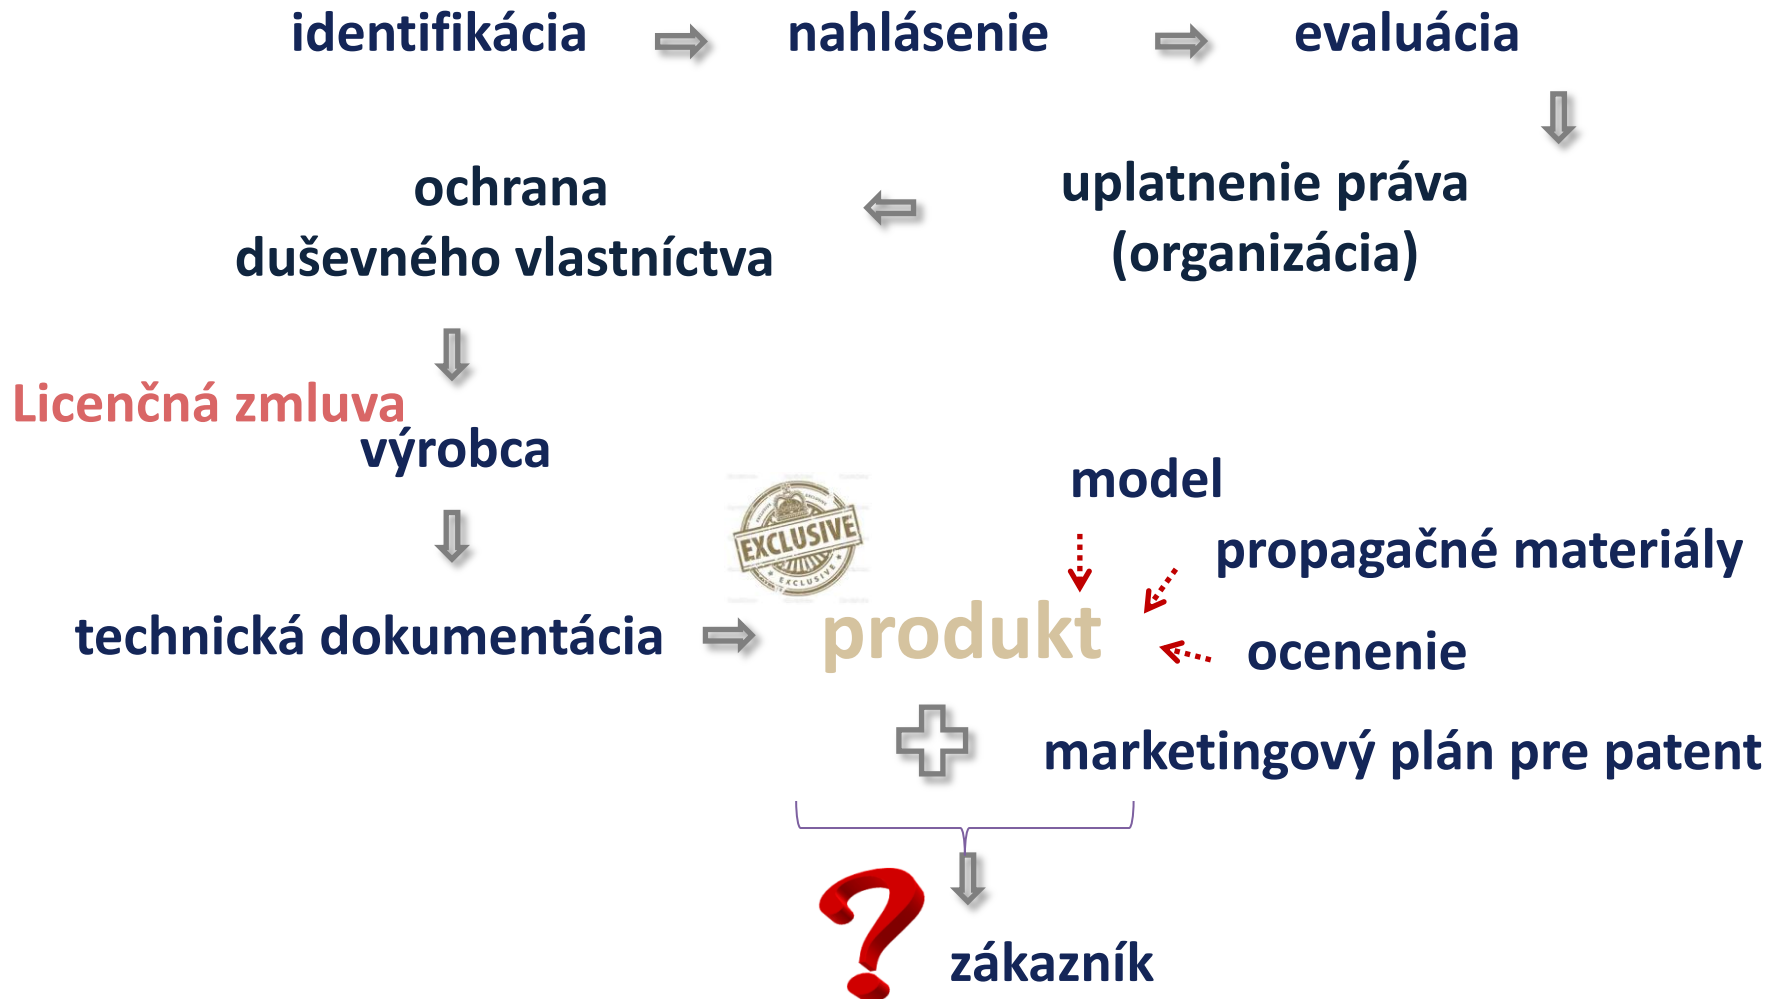 identifikácia
nahlásenie
evaluácia
uplatnenie práva
(organizácia)
ochrana
duševného vlastníctva
Licenčná zmluva
výrobca
technická dokumentácia
EXCLUSIVE
EXCLUSIVE
produkt
model
propagačné materiály
ocenenie
marketingový plán pre patent
zákazník